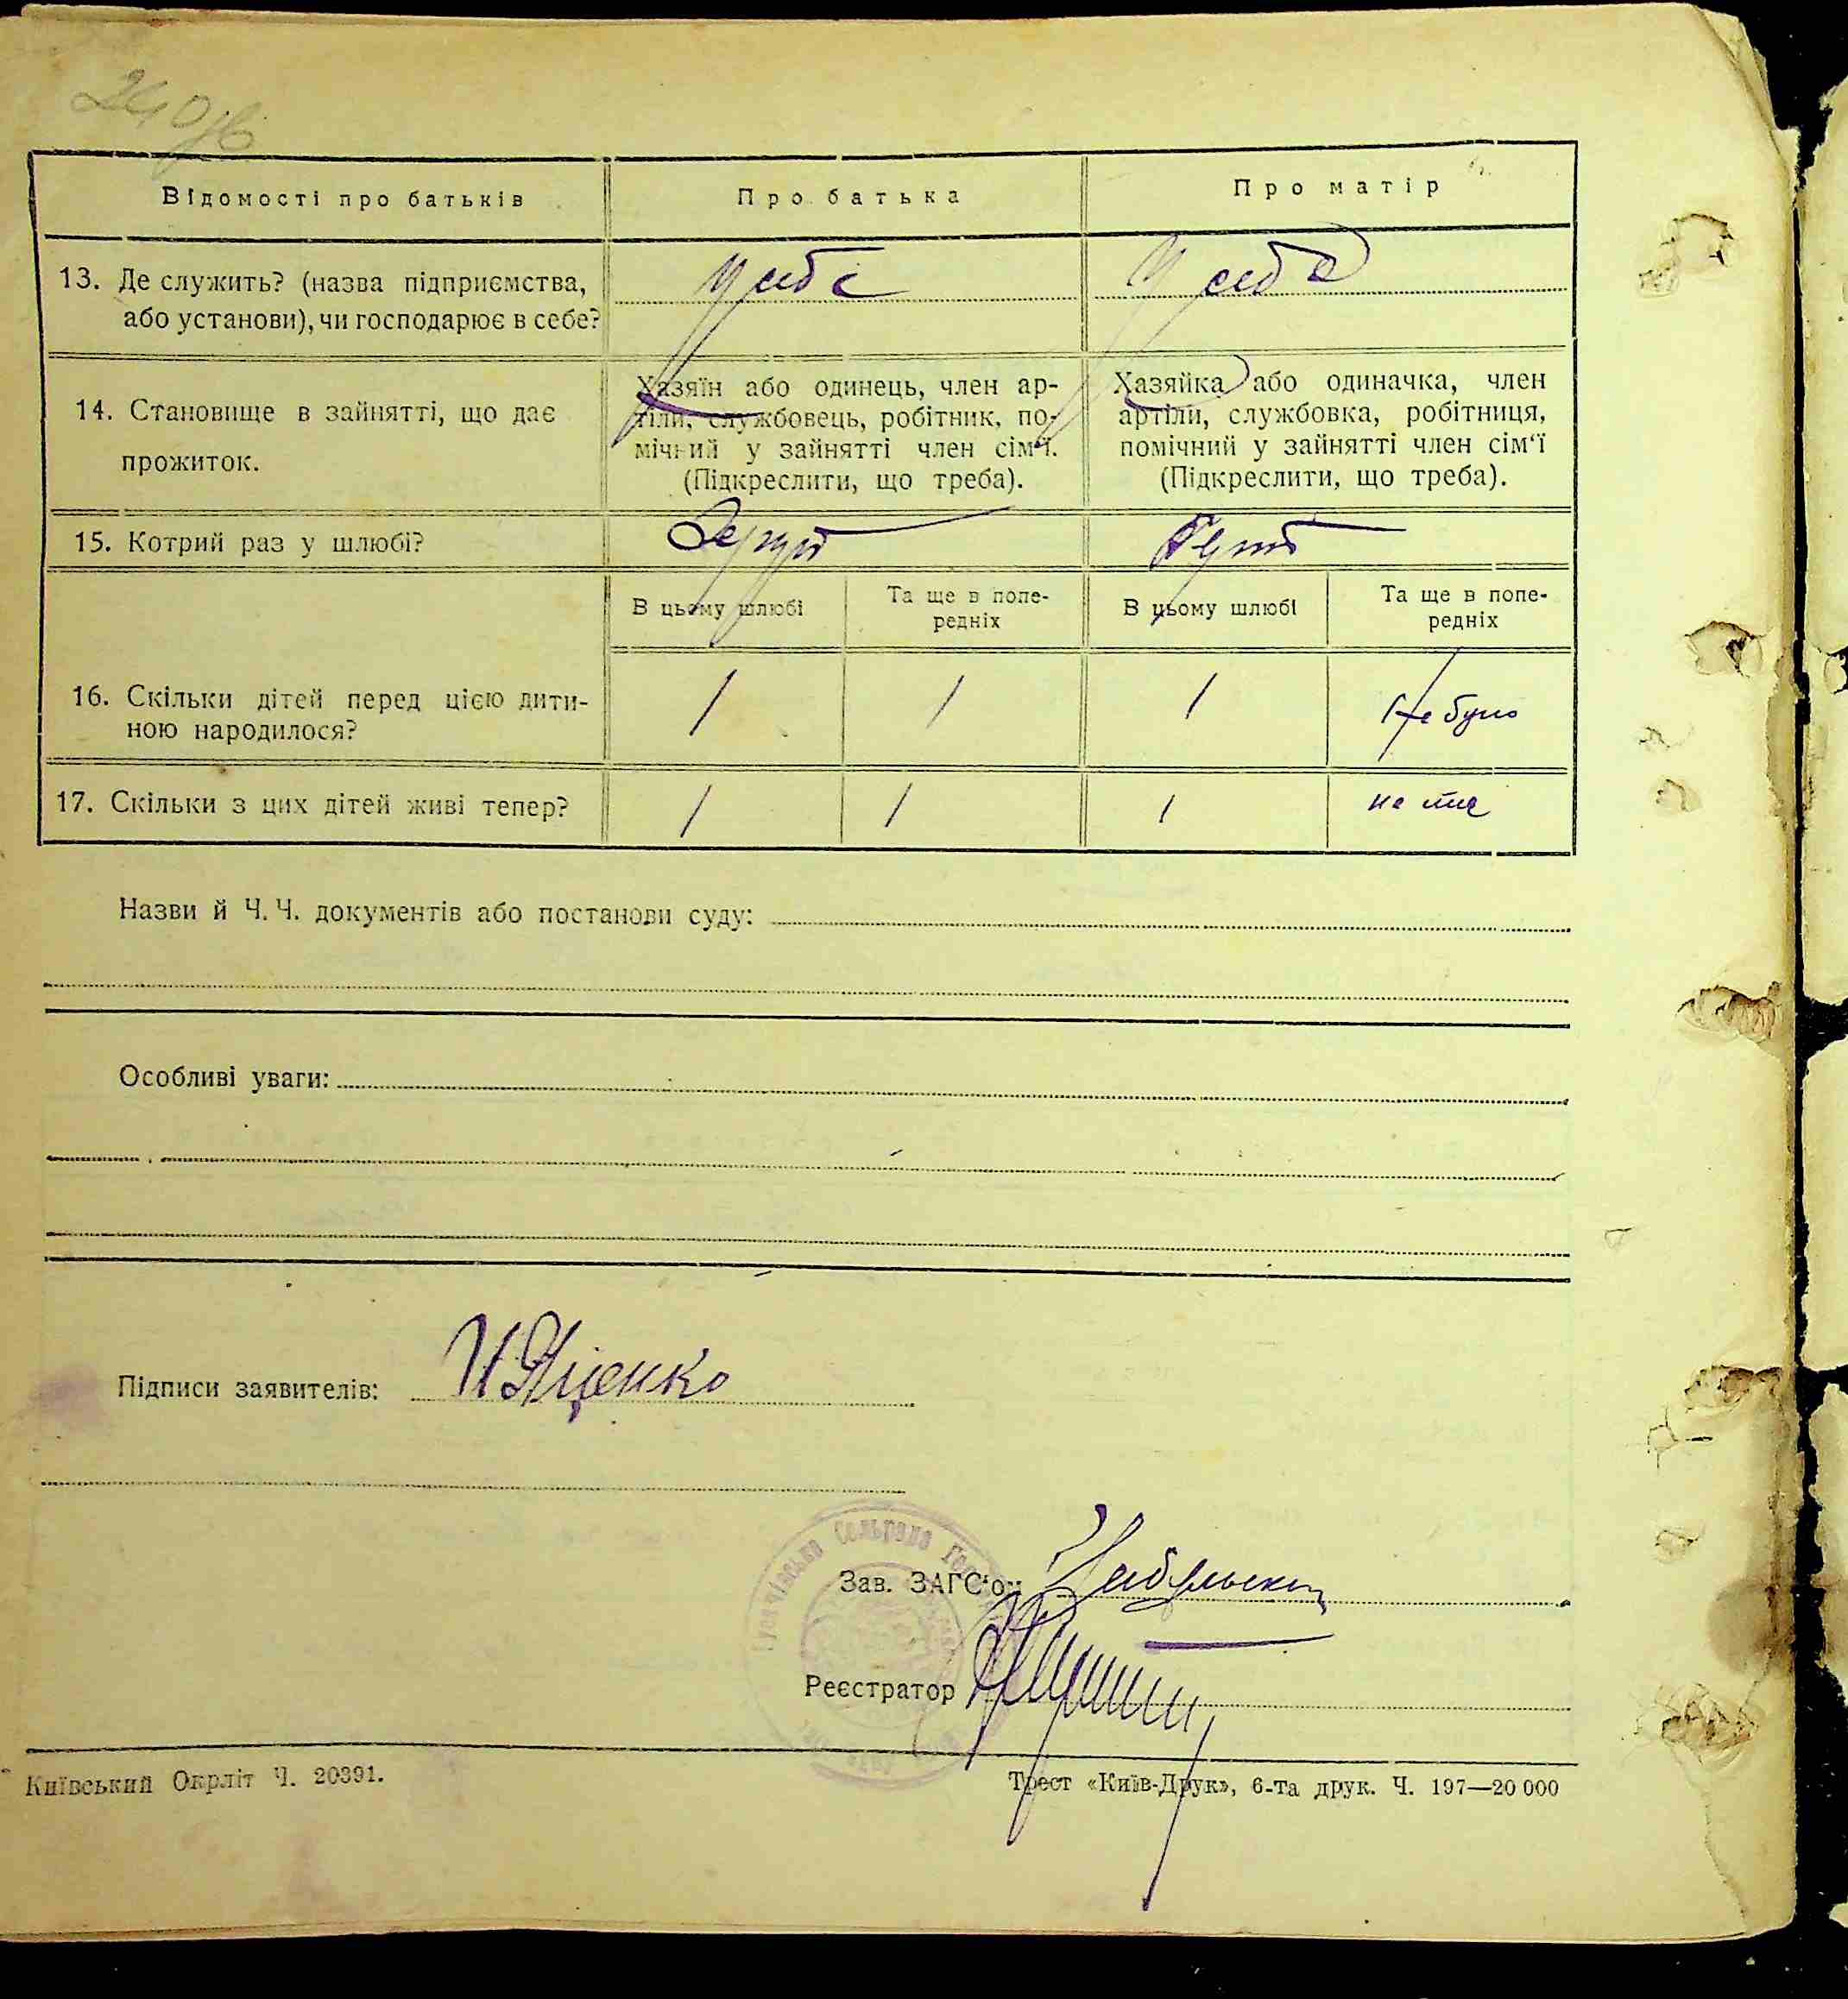 240зв
Відомості про батьків
Про батька
Про матір
13. Де служить? (назва підприємства,
або установи), чи господарює в себе?
У себе
У себе
14. Становище в зайнятті, що дає
прожиток.
Хазяїн або одинець, член ар-
тіли, службовець, робітник, по-
мічний у зайнятті член сім‘ї.
(Підкреслити, що треба).
Хазяйка або одиначка, член
артіли, службовка, робітниця,
помічний у зайнятті член сім‘ї
(Підкреслити, що треба).
15. Котрий раз у шлюбі?
Другий
В цьому шлюбі
Та ще в попе-
редніх
В цьому шлюбі
Та ще в попе-
редніх
16. Скільки дітей перед цією дити-
ною народилося?
1
1
1
Не було
17. Скільки з цих дітей живі тепер?
1
1
1
Назви й Ч. Ч. документів або постанови суду:
Особливі уваги:
Підписи заявителів: И Яценко
Зав. ЗАГС‘ом
Реєстратор
Київський Окрліт Ч. 20391.
Трест «Київ-Друк», 6-та друк. Ч. 197—20 000